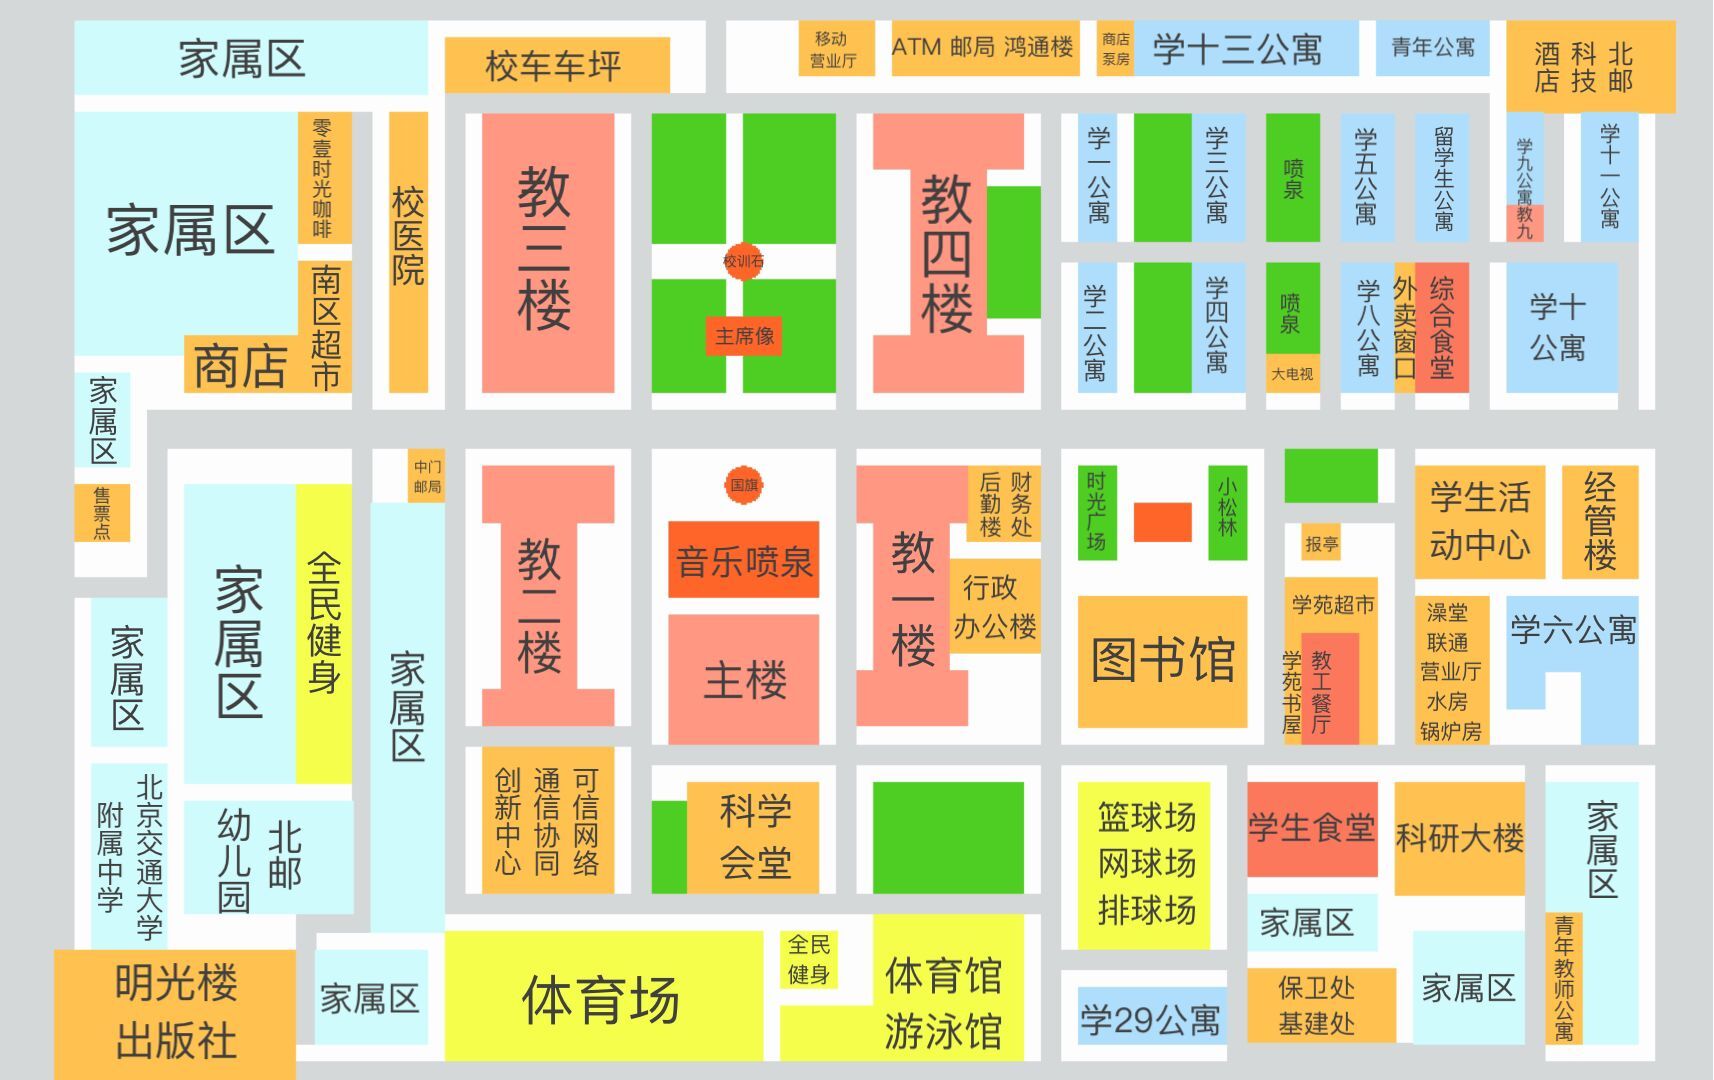 家属区
校车车坪
移动
营业厅
ATM 邮局 鸿通楼
商店
泵房
学十三公寓
青年公寓
北邮
科技
酒店
家属区
零壹时光咖啡
校医院
教三楼
校训石
主席像
教四楼
学一公寓
学三公寓
喷泉
学五公寓
留学生公寓
学九公寓
教九
学十一公寓
南区超市
商店
学二公寓
学四公寓
喷泉
大电视
学八公寓
外卖窗口
综合食堂
学十
公寓
家属区
售票点
中门
邮局
家属区
全民健身
家属区
教二楼
国旗
音乐喷泉
主楼
教一楼
财务处
后勤楼
行政
办公楼
时光广场
小松林
图书馆
报亭
学苑超市
学苑书屋
教工餐厅
学生活
动中心
经管楼
澡堂
联通
营业厅
水房
锅炉房
学六公寓
家属区
北京交通大学
附属中学
北邮
幼儿园
可信网络
通信协同
创新中心
科学
会堂
篮球场
网球场
排球场
学生食堂
科研大楼
家属区
家属区
明光楼
出版社
家属区
体育场
全民
健身
体育馆
游泳馆
学29公寓
保卫处
基建处
家属区
青年教师公寓